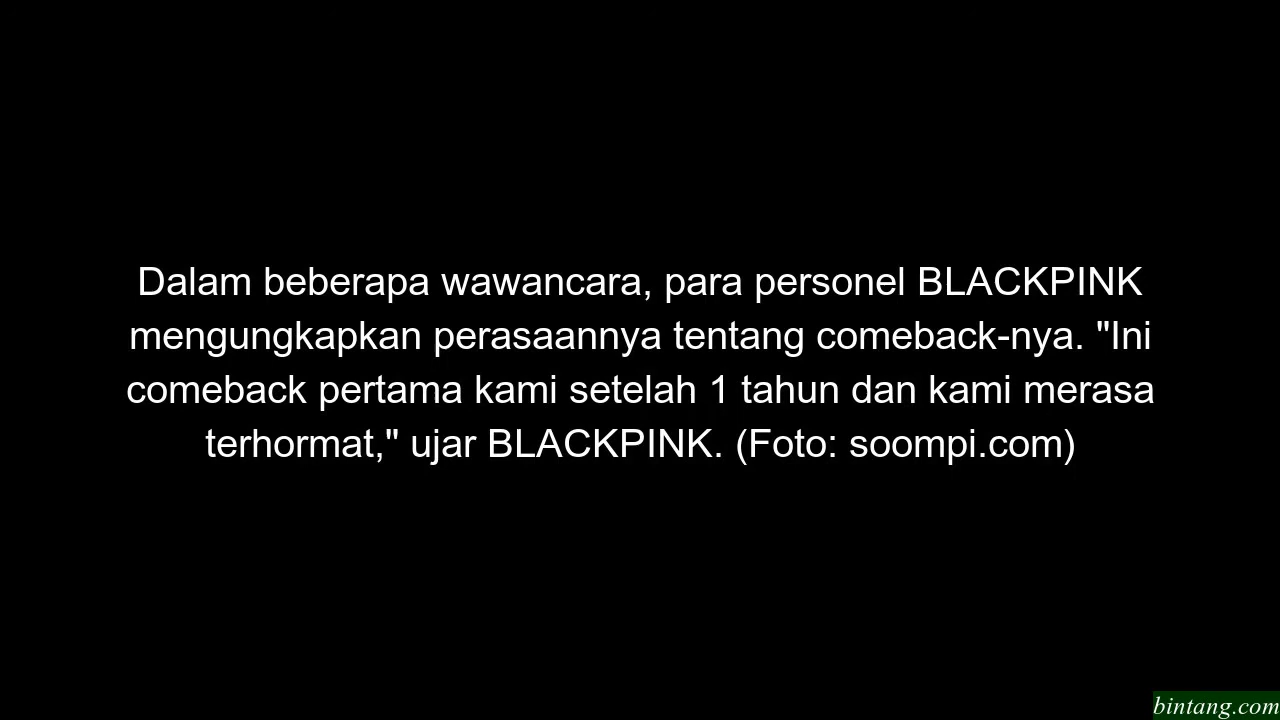 Dalam beberapa wawancara, para personel BLACKPINK
mengungkapkan perasaannya tentang comeback-nya. "Ini
comeback pertama kami setelah 1 tahun dan kami merasa
terhormat," ujar BLACKPINK. (Foto: soompi.com)
bintang.com